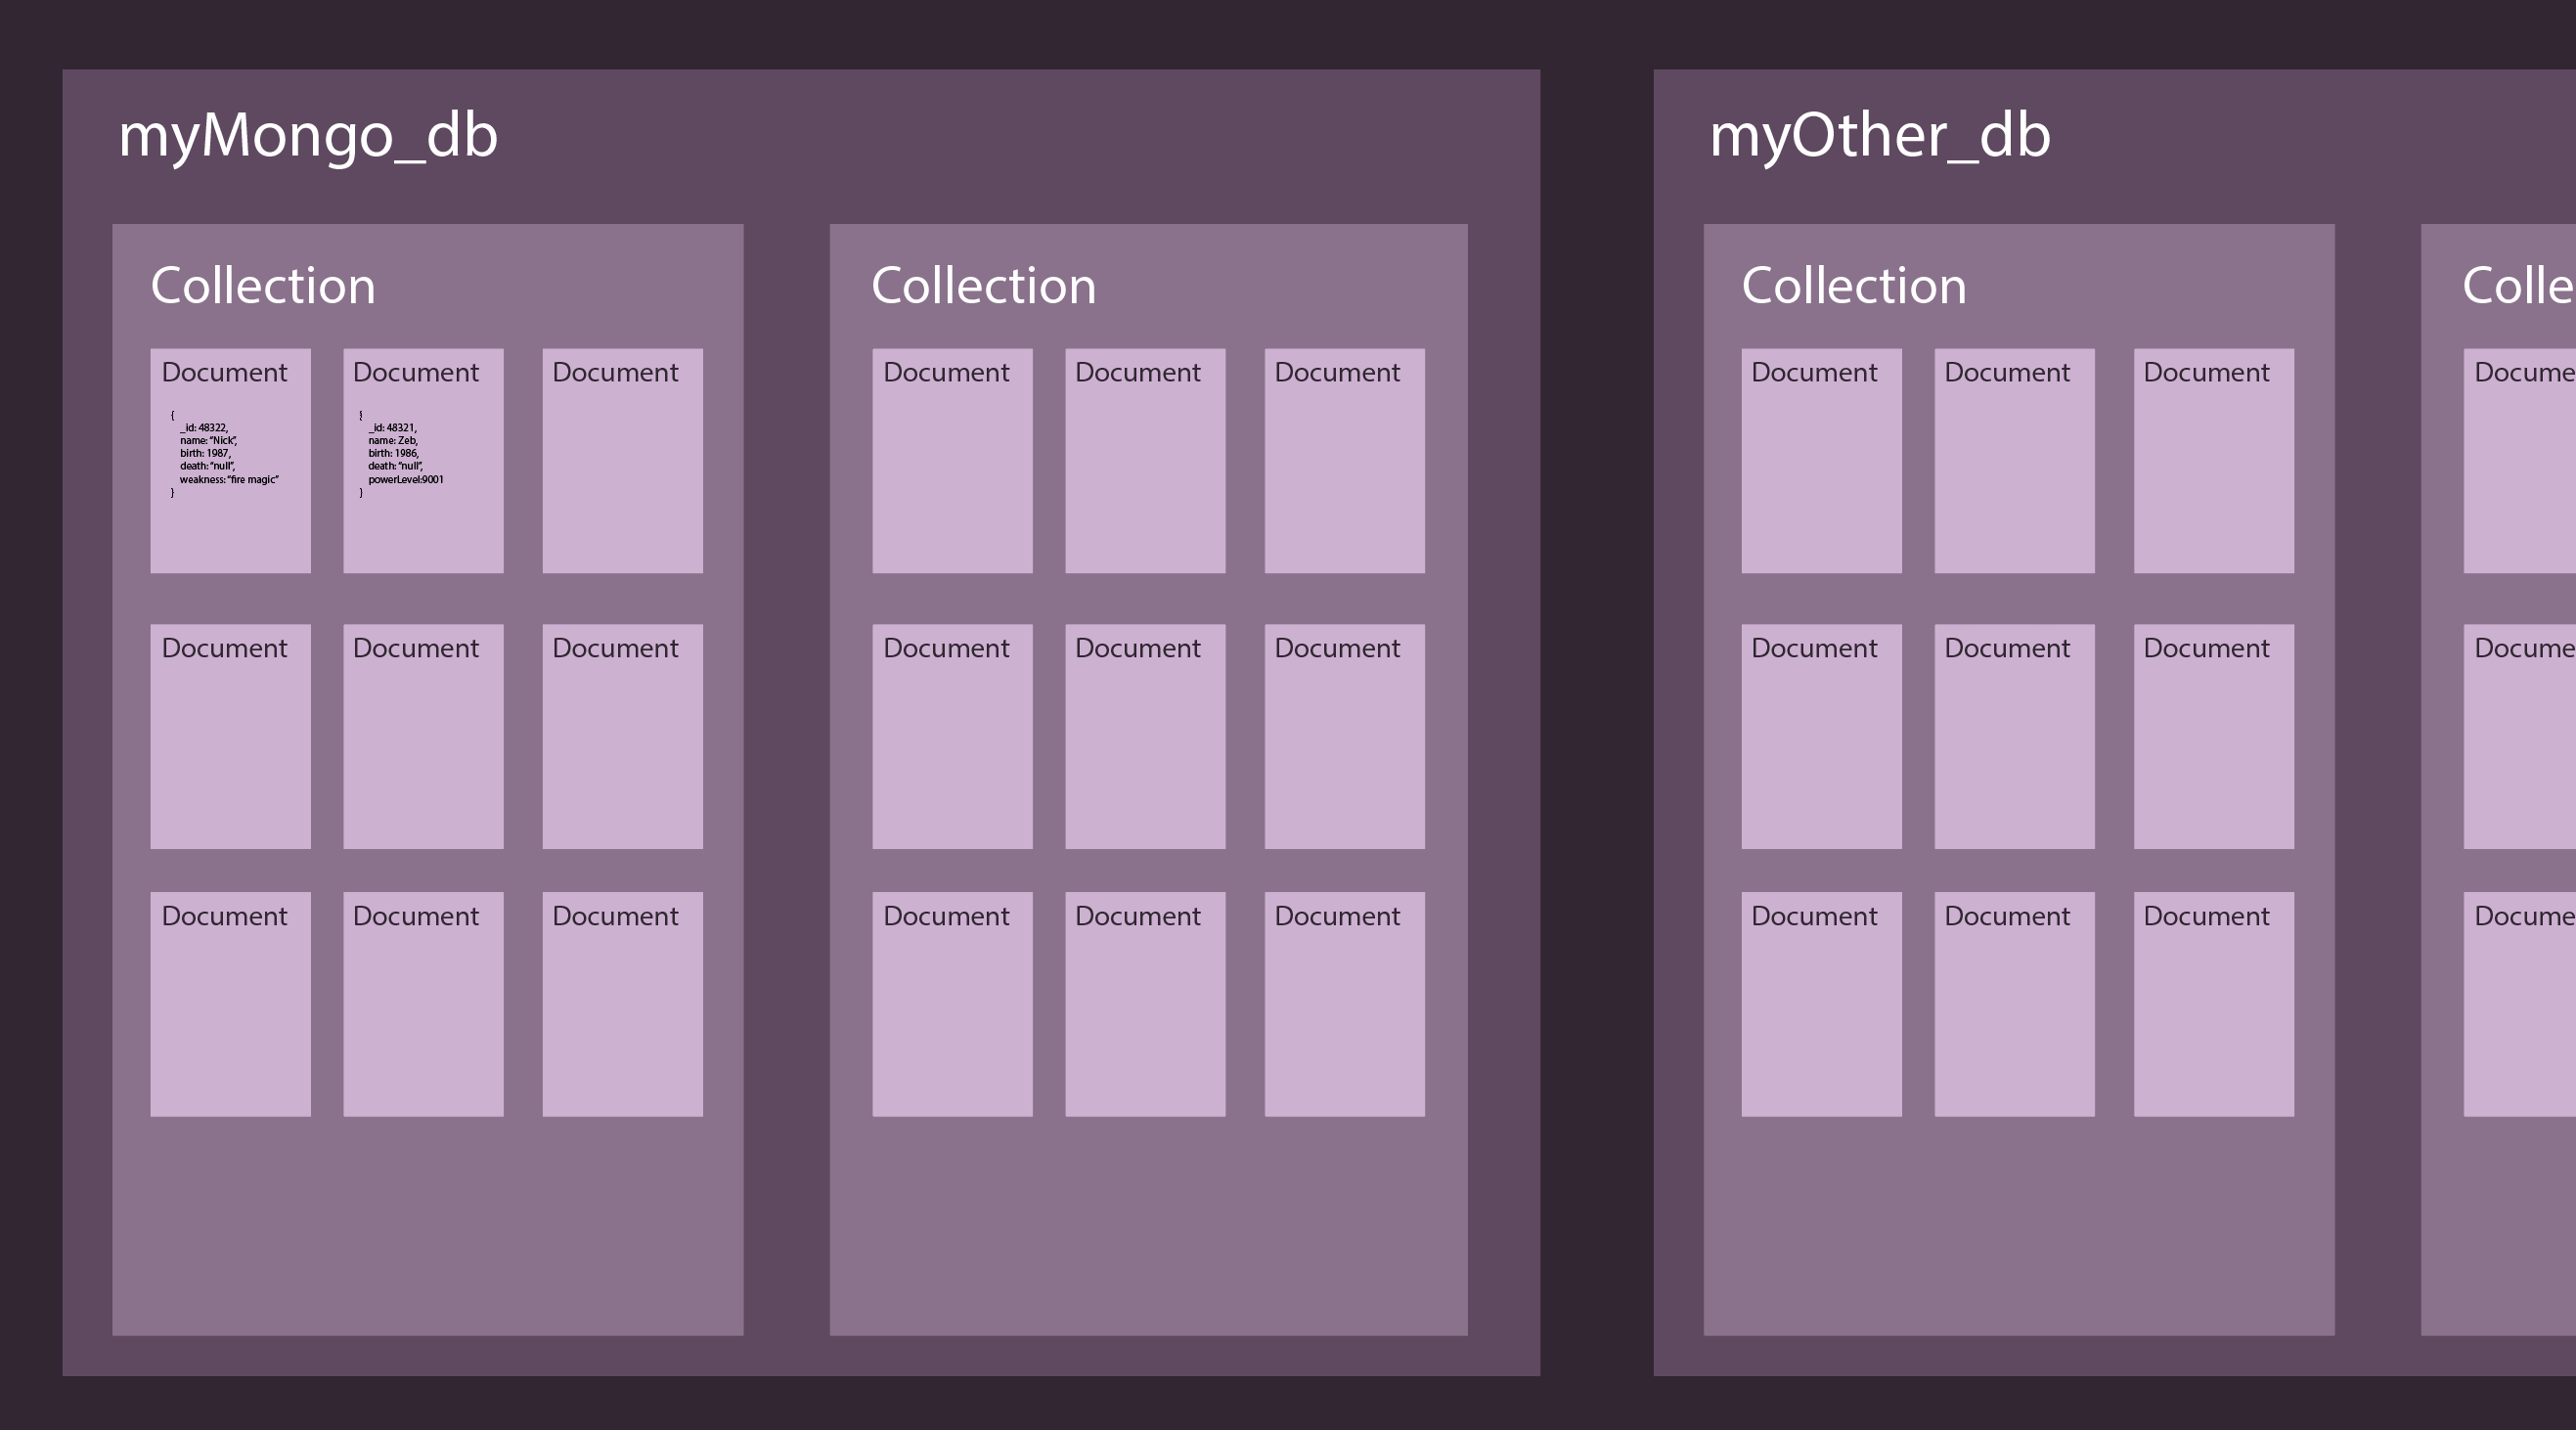 myMongo_db
Collection
Document
{
_id: 48322,
name: “Nick”,
birth: 1987,
death: “null”,
weakness: “fire magic”
}
Document
_id: 48321,
name: Zeb,
birth: 1986,
death: “null”,
powerLevel:9001
}
Document
Document
Document
Document
Document
Document
Document
Collection
Document
Document
Document
Document
Document
Document
Document
Document
Document
myOther_db
Collection
Document
Document
Document
Document
Document
Document
Document
Document
Document
Colle
Docume
Docume
Docume